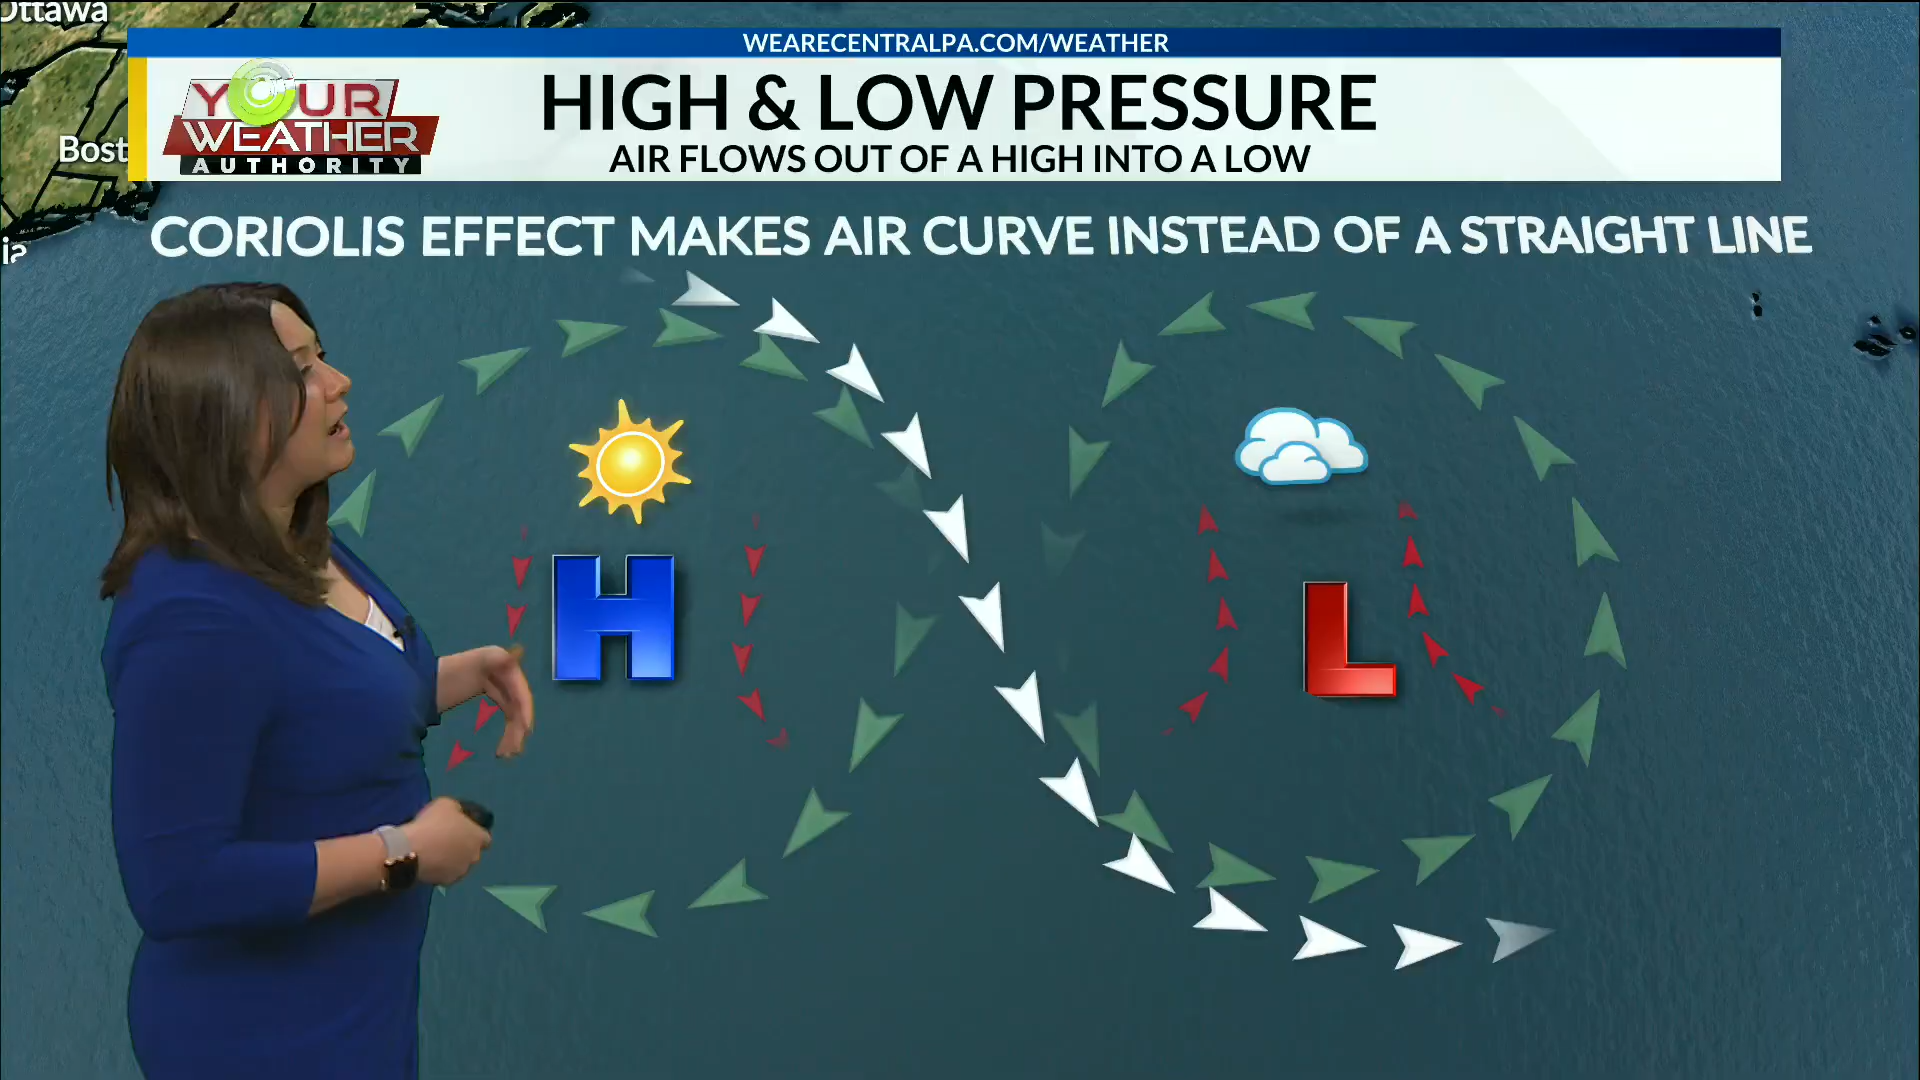 Ottawa
WEARECENTRALPA.COM/WEATHER
YOUR
WEATHER
AUTHORITY
HIGH & LOW PRESSURE
AIR FLOWS OUT OF A HIGH INTO A LOW
Bost
CORIOLIS EFFECT MAKES AIR CURVE INSTEAD OF A STRAIGHT LINE
ia
H
L